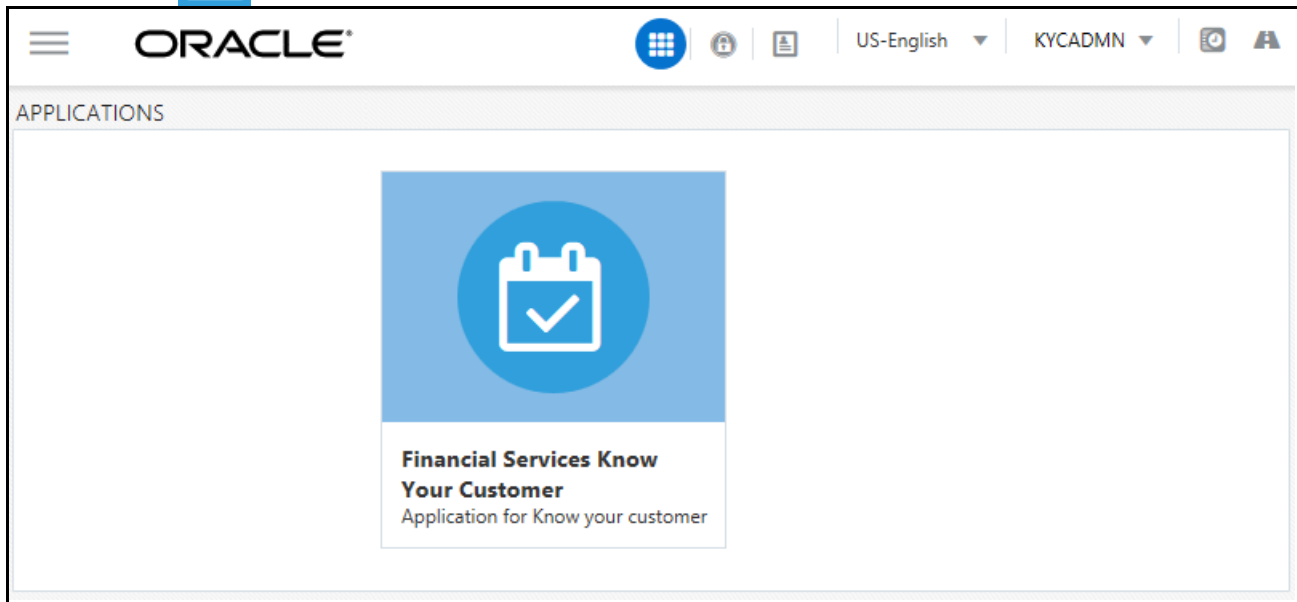 ORACLE®
US-English
KYCADMN
APPLICATIONS
Financial Services Know
Your Customer
Application for Know your customer